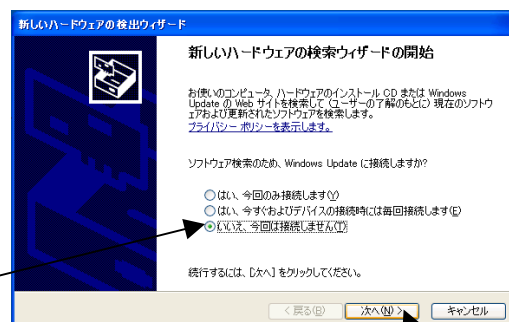 新しいハードウェアの検出ウィザード
新しいハードウェアの検索ウィザードの開始
お使いのコンピュータ、ハードウェアのインストール CD または Windows
Update の Web サイトを検索して (ユーザーの了解のもとに) 現在のソフトウ
ェアおよび更新されたソフトウェアを検索します。
プライバシー ポリシーを表示します。
ソフトウェア検索のため、Windows Update に接続しますか?
はい、今回のみ接続します(Y)
はい、今すぐおよびデバイスの接続時には毎回接続します(E)
いいえ、今回は接続しません(T)
続行するには、[次へ] をクリックしてください。
< 戻る(B)
次へ(N) >
キャンセル